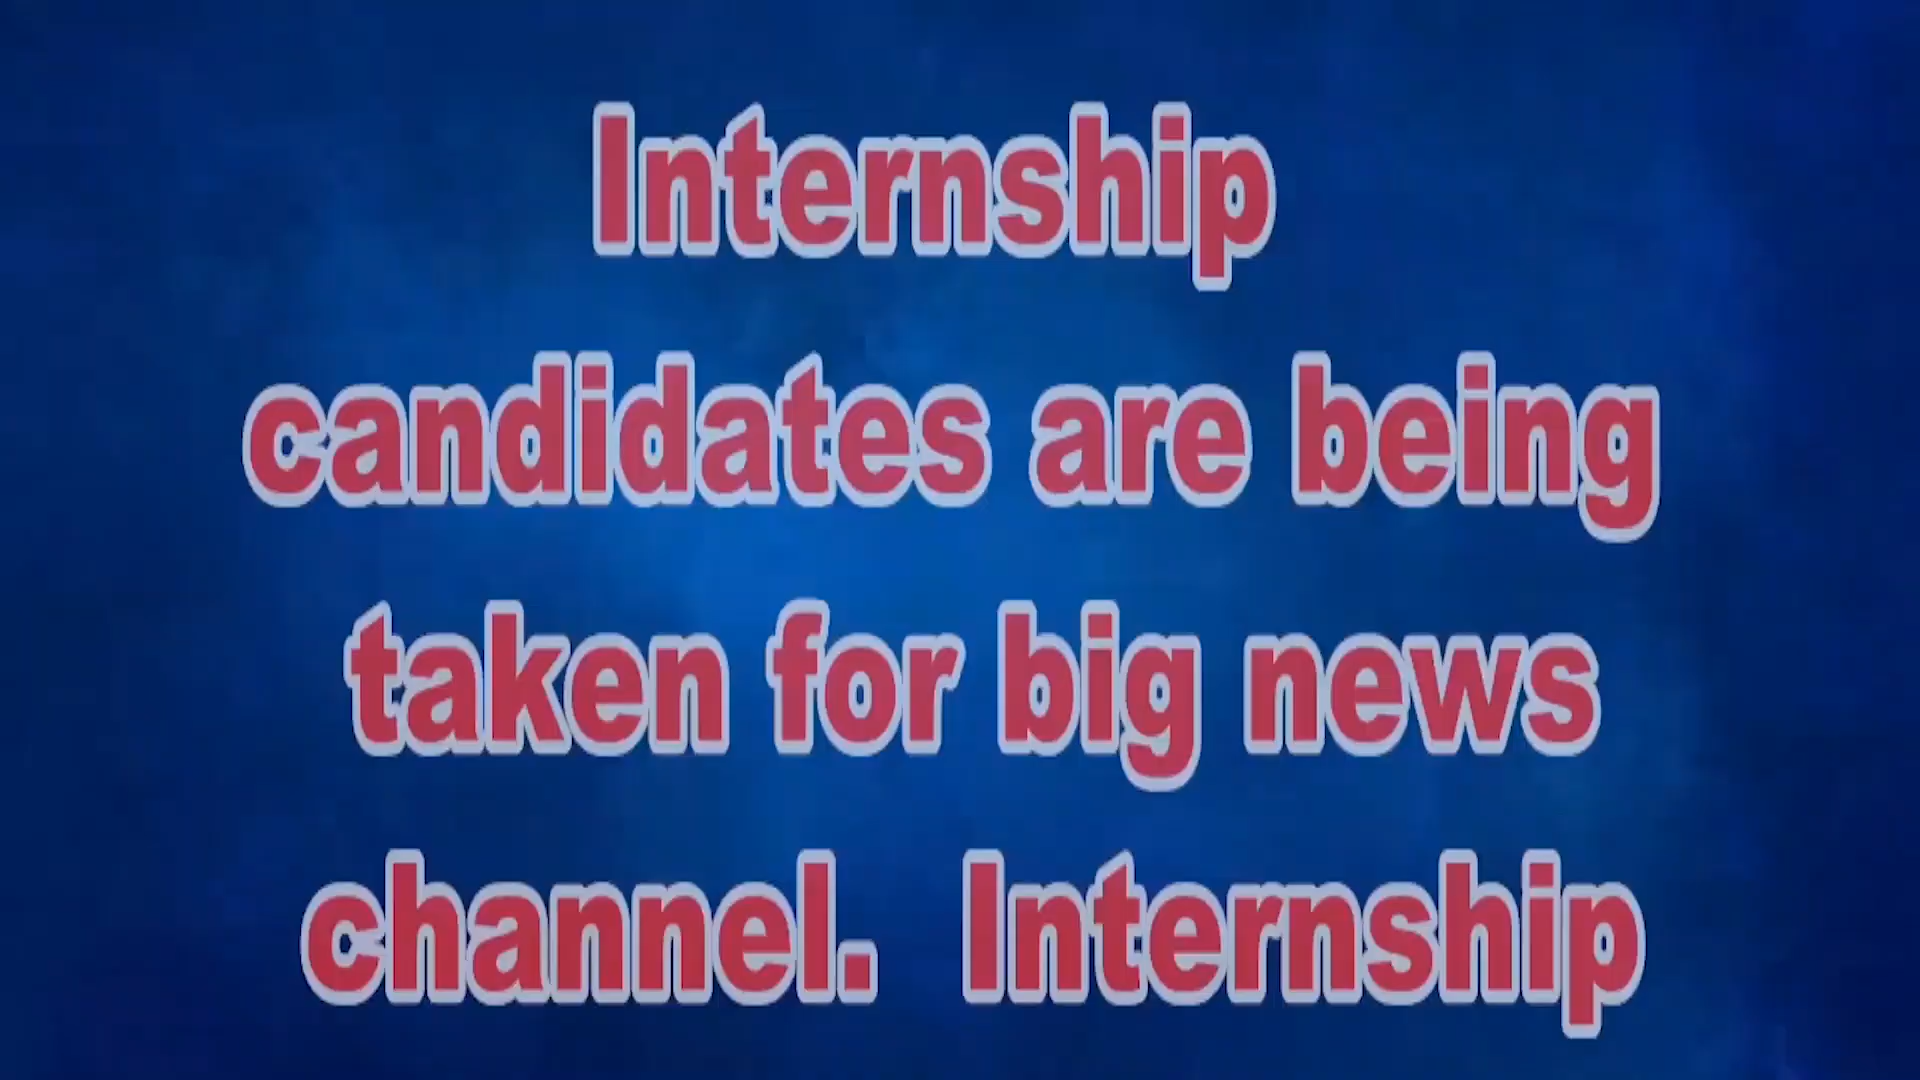 Internship
candidates are being
taken for big news
channel. Internship